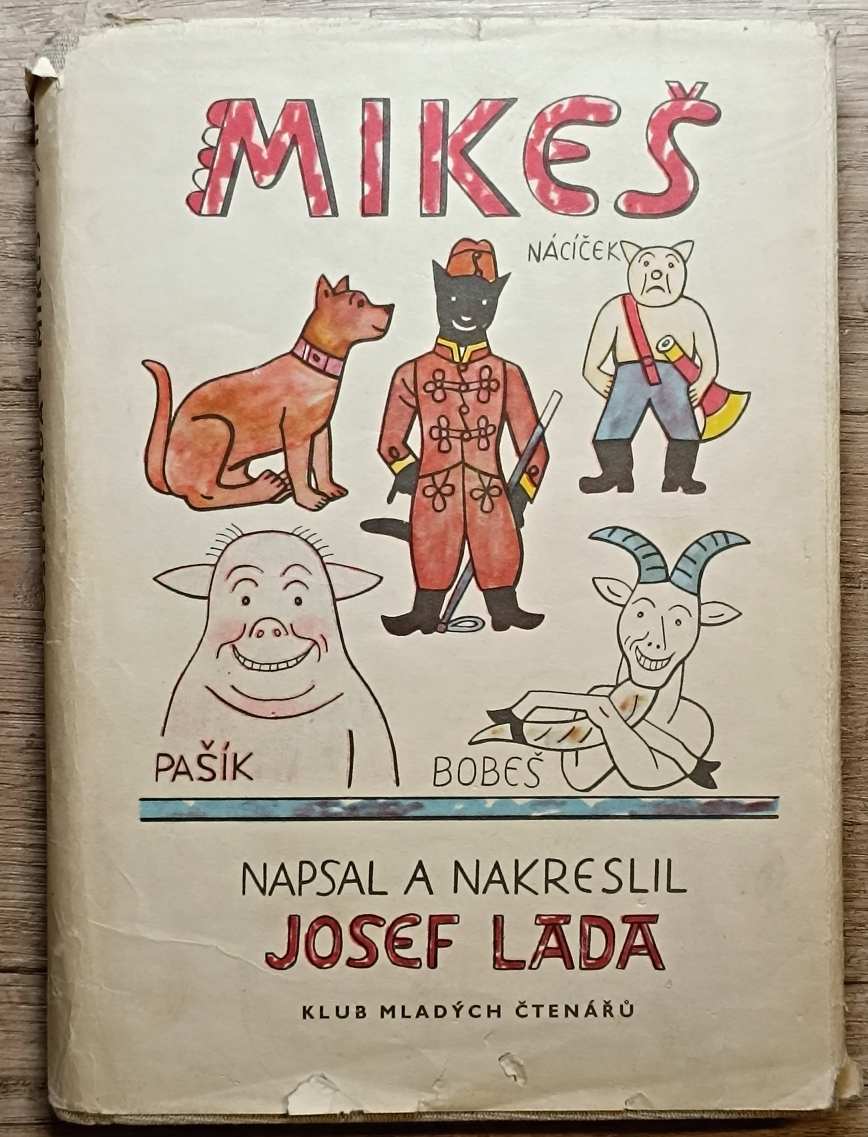 MIKEŠ
NÁCÍČEK
PAŠÍK
BOBEŠ
NAPSAL A NAKRESLIL
JOSEF LADA
KLUB MLADÝCH ČTENÁŘŮ